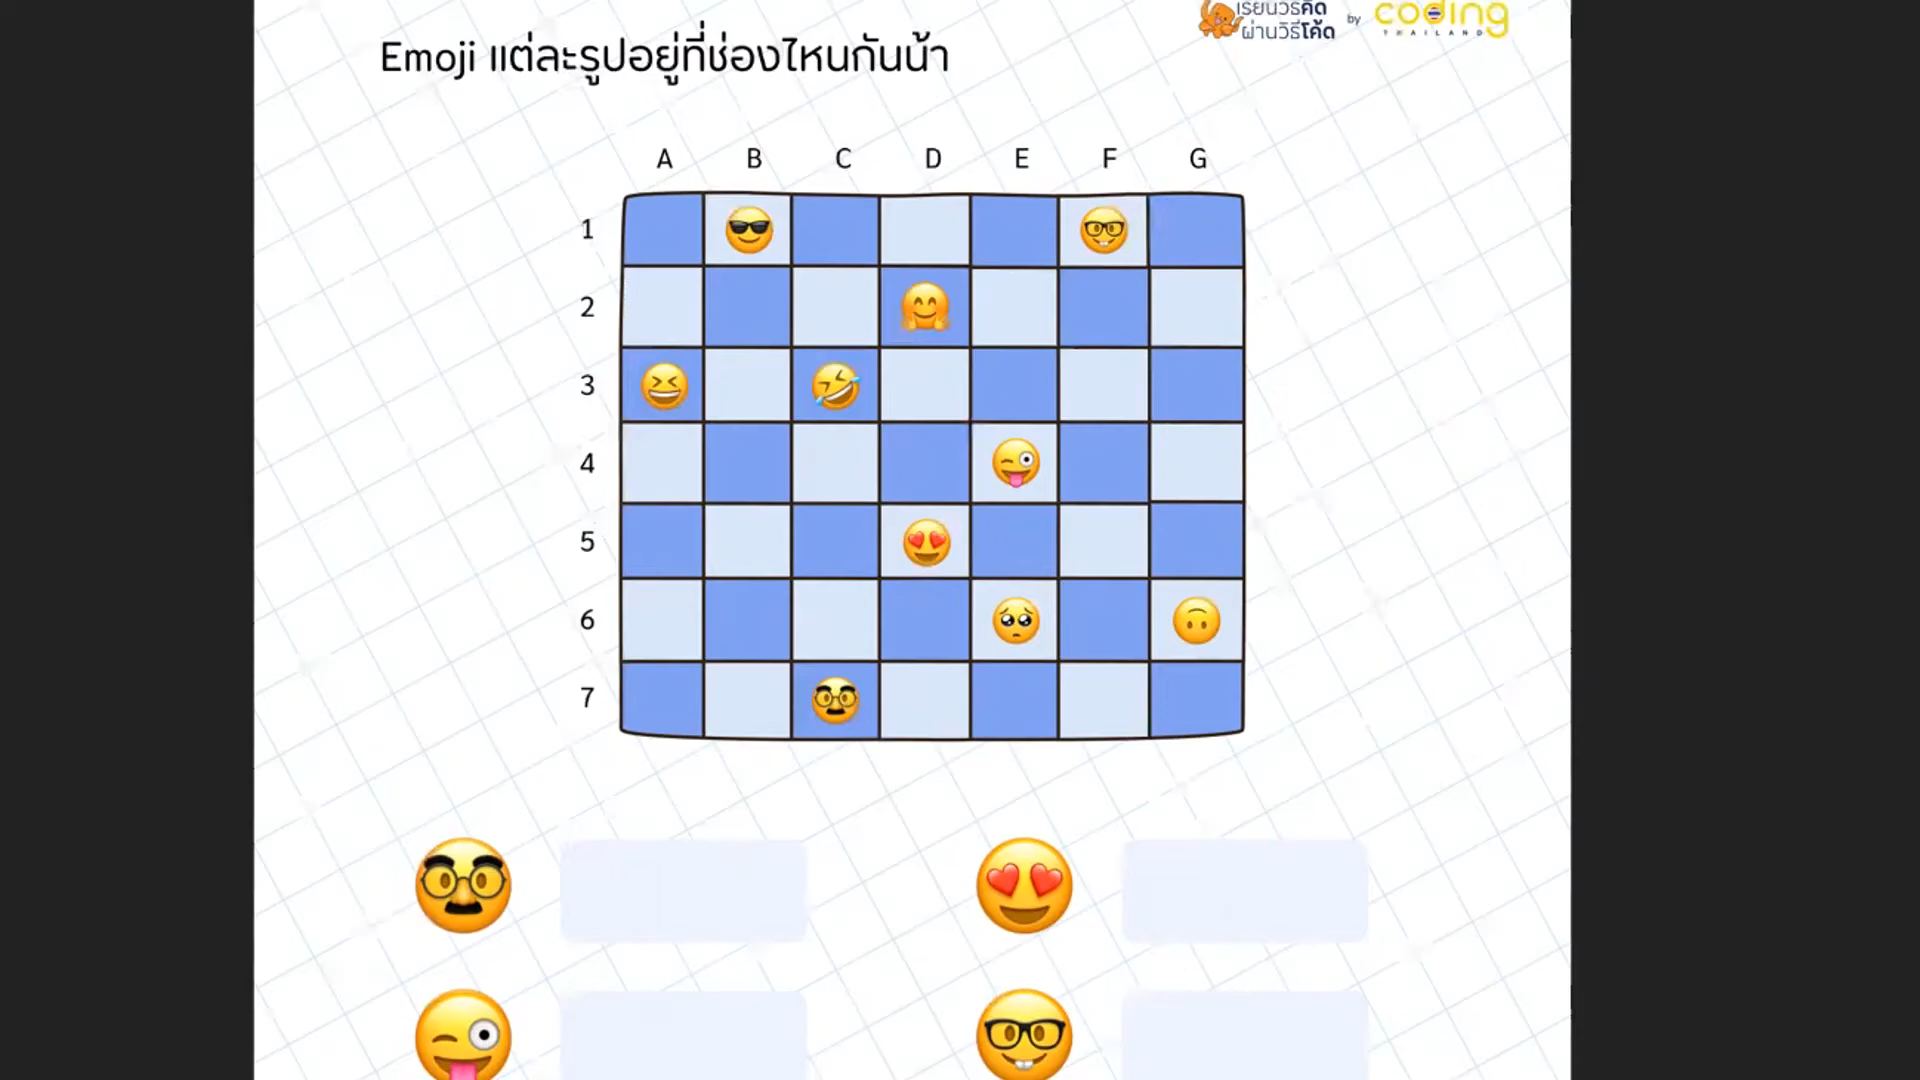 เรียนวิธีคิด
ผ่านวิธีโค้ด
by
coding
THAILAND
Emoji แต่ละรูปอยู่ที่ช่องไหนกันน้า
A B C D E F G
1
2
3
4
5
6
7